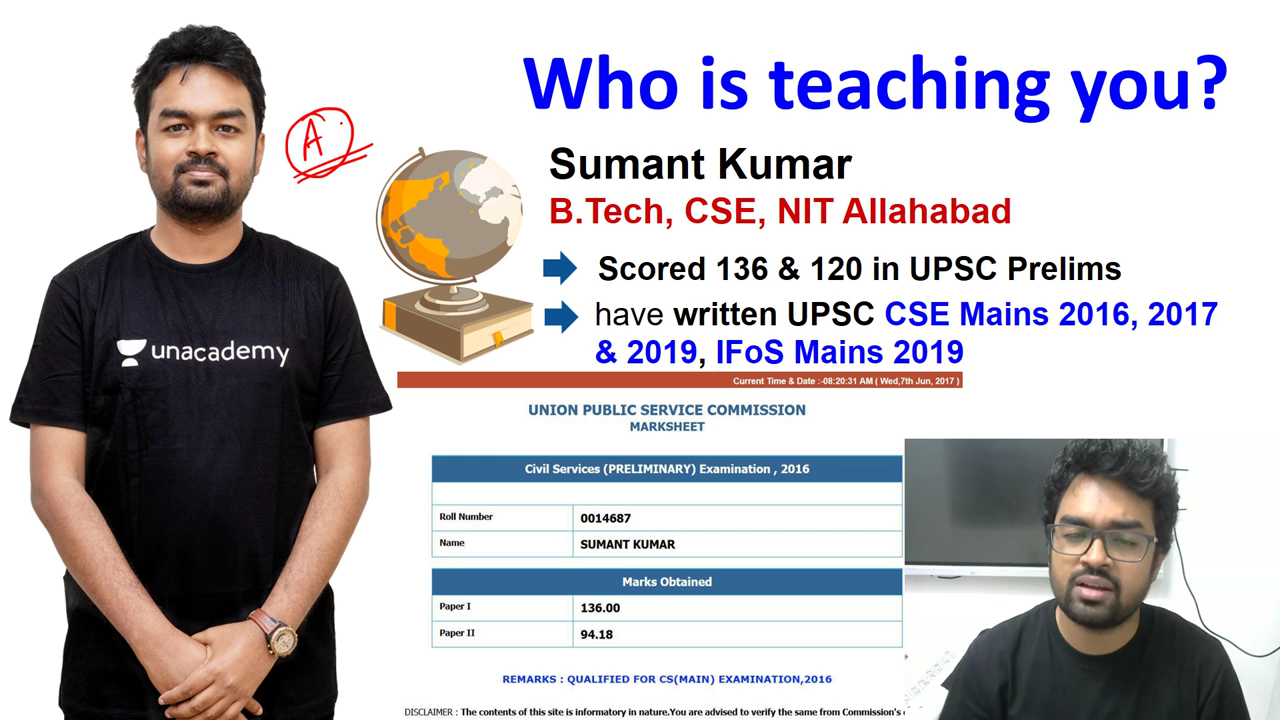 Who is teaching you?
A
Sumant Kumar
B.Tech, CSE, NIT Allahabad
Scored 136 & 120 in UPSC Prelims
have written UPSC CSE Mains 2016, 2017
& 2019, IFoS Mains 2019
unacademy
Current Time & Date :-08:20:31 AM ( Wed,7th Jun, 2017 )
UNION PUBLIC SERVICE COMMISSION
MARKSHEET
Civil Services (PRELIMINARY) Examination , 2016
Roll Number 0014687
Name SUMANT KUMAR
Marks Obtained
Paper I 136.00
Paper II 94.18
REMARKS : QUALIFIED FOR CS(MAIN) EXAMINATION,2016
DISCLAIMER : The contents of this site is informatory in nature.You are advised to verify the same from Commission's